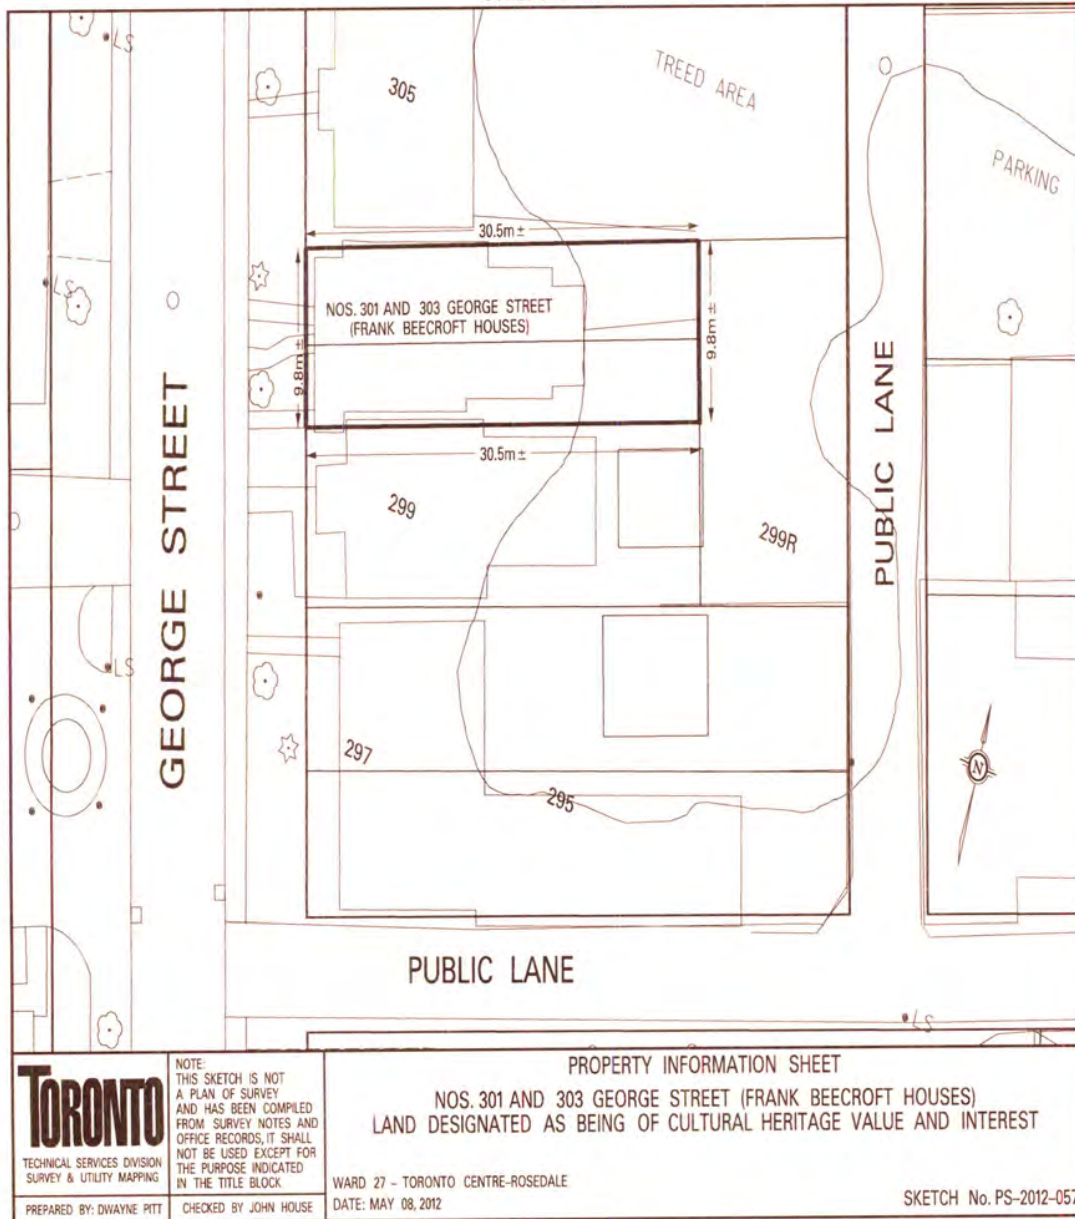 LS
305
TREED AREA
PARKING
30.5m±
LS
NOS. 301 AND 303 GEORGE STREET
(FRANK BEECROFT HOUSES)
9.8m±
9.8m±
GEORGE STREET
PUBLIC LANE
30.5m±
299
299R
LS
297
295
N
PUBLIC LANE
LS
TORONTO
TECHNICAL SERVICES DIVISION
SURVEY & UTILITY MAPPING
PREPARED BY: DWAYNE PITT
NOTE:
THIS SKETCH IS NOT
A PLAN OF SURVEY
AND HAS BEEN COMPILED
FROM SURVEY NOTES AND
OFFICE RECORDS, IT SHALL
NOT BE USED EXCEPT FOR
THE PURPOSE INDICATED
IN THE TITLE BLOCK
CHECKED BY JOHN HOUSE
PROPERTY INFORMATION SHEET
NOS. 301 AND 303 GEORGE STREET (FRANK BEECROFT HOUSES)
LAND DESIGNATED AS BEING OF CULTURAL HERITAGE VALUE AND INTEREST
WARD 27 - TORONTO CENTRE-ROSEDALE
DATE: MAY 08, 2012
SKETCH No. PS-2012-057